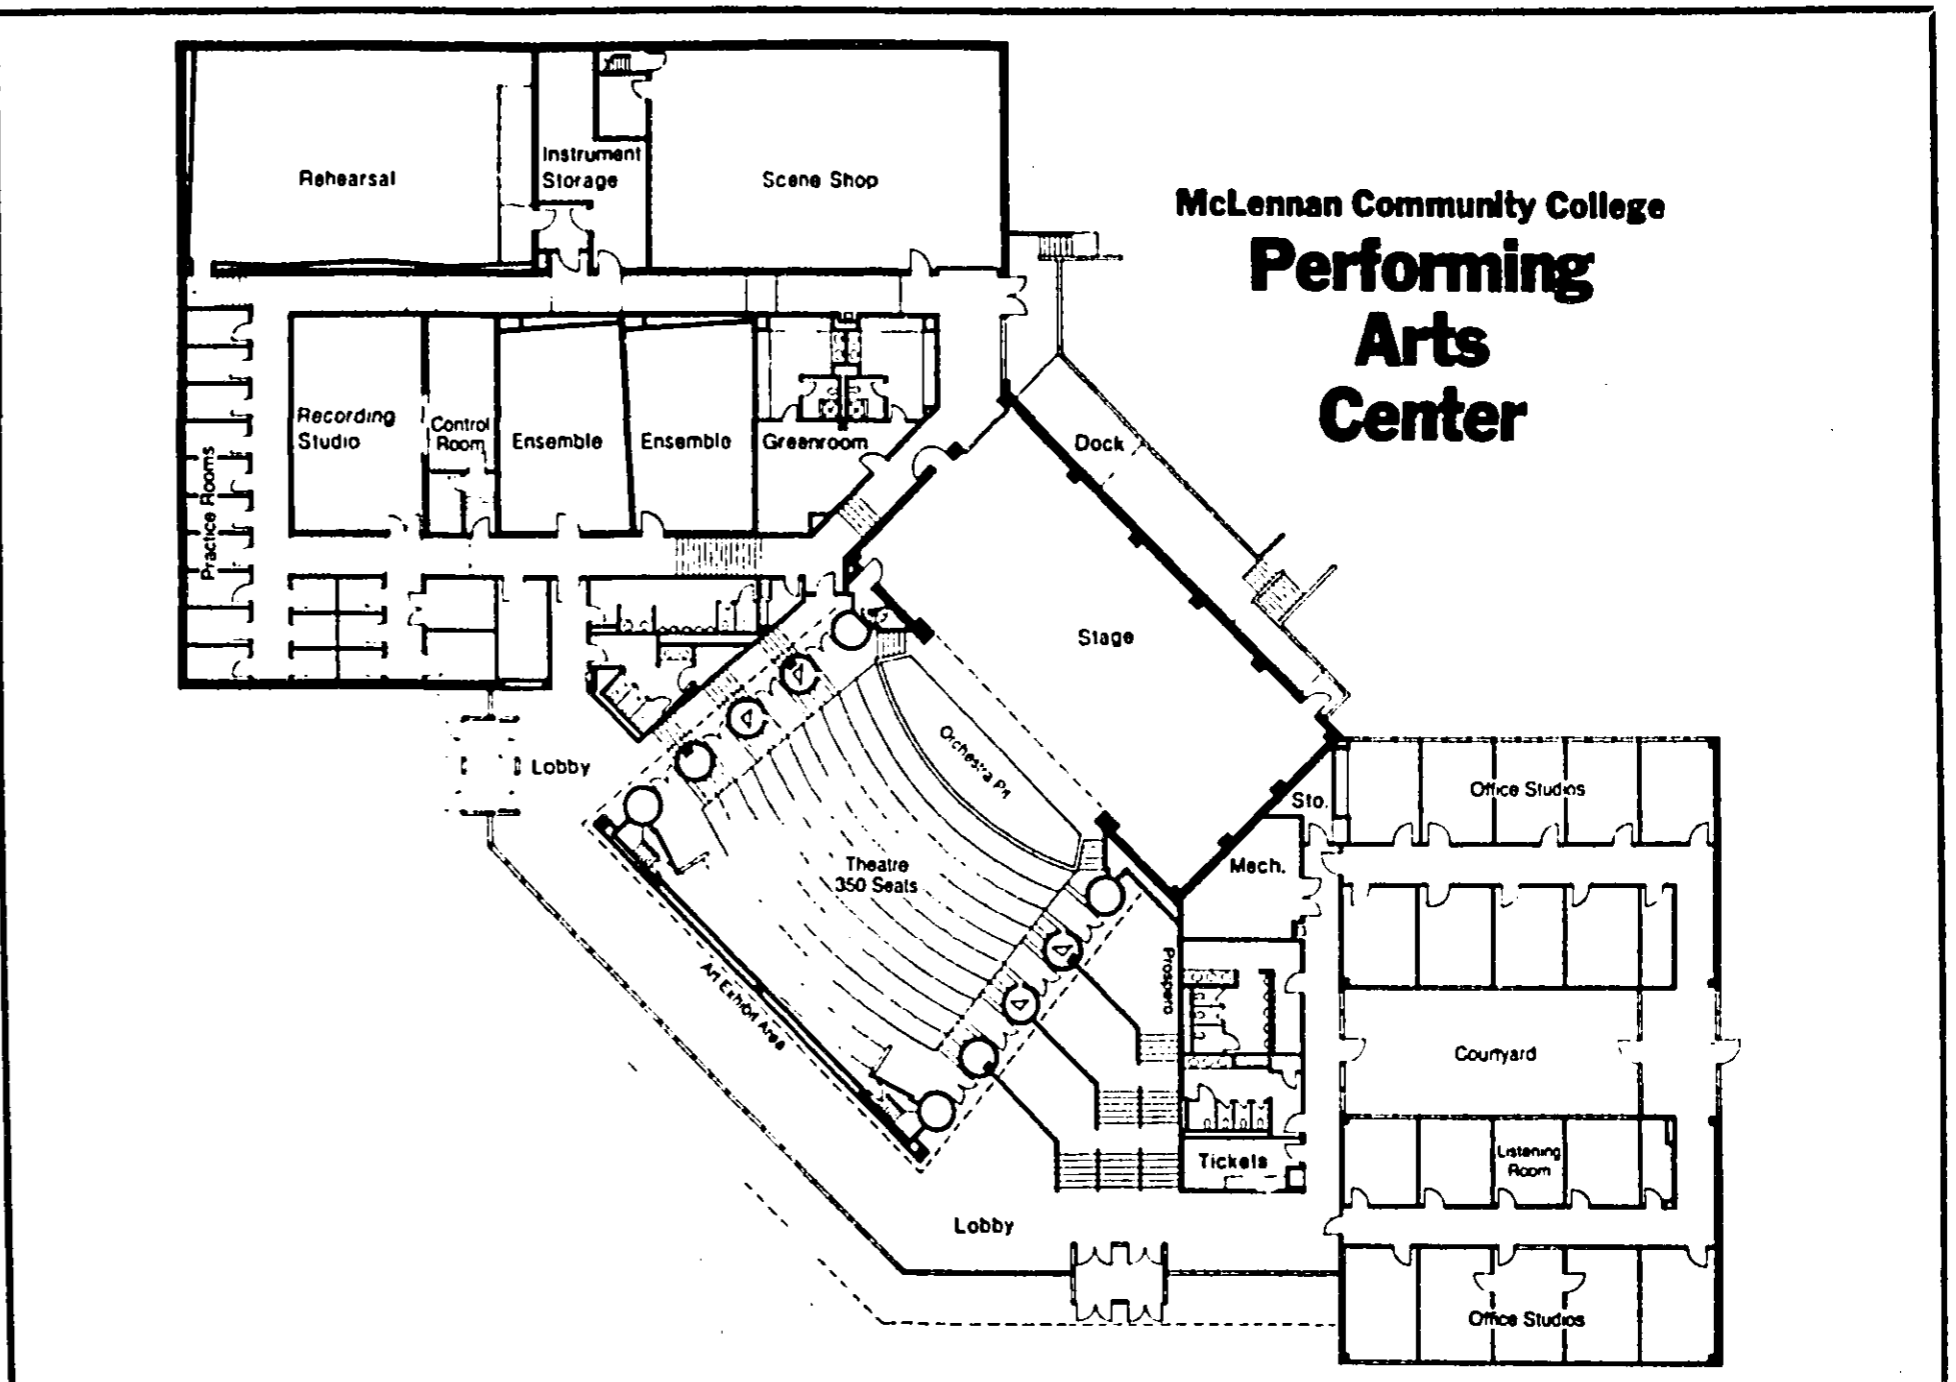 McLennan Community College
Performing
Arts
Center
Rehearsal
Instrument
Storage
Scene Shop
Recording
Studio
Control
Room
Ensemble
Ensemble
Greenroom
Dock
Practice Rooms
Stage
Lobby
Orchestra Pit
Office Studios
Sto.
Mech.
Theatre
350 Seats
Art Exhibit Area
Prospero
Courtyard
Tickets
Listening
Room
Lobby
Office Studios